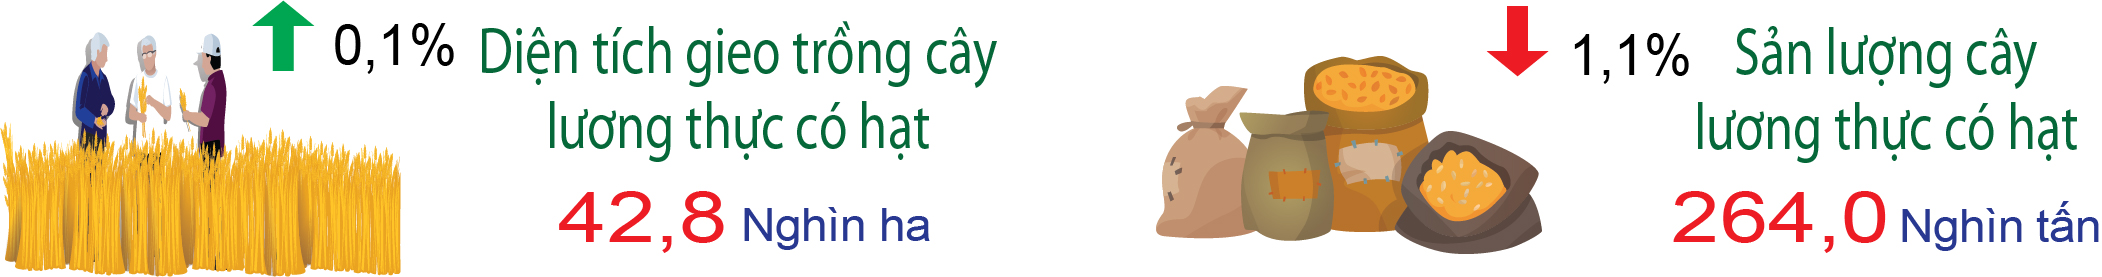 0,1%
Diện tích gieo trồng cây
lương thực có hạt
42,8 Nghìn ha
1,1%
Sản lượng cây
lương thực có hạt
264,0 Nghìn tấn